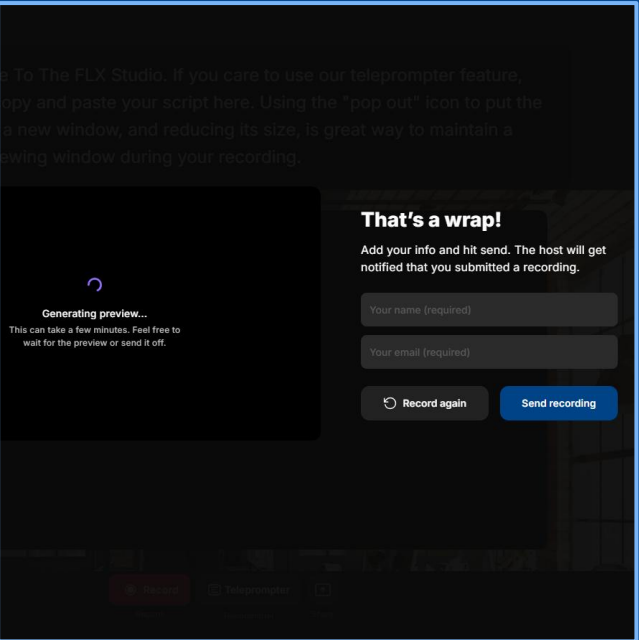 e To The FLX Studio. If you care to use our teleprompter feature,
opy and paste your script here. Using the "pop out" icon to put the
a new window, and reducing its size, is great way to maintain a
ewing window during your recording.
That's a wrap!
Add your info and hit send. The host will get
notified that you submitted a recording.
Generating preview...
This can take a few minutes. Feel free to
wait for the preview or send it off.
Your name (required)
Your email (required)
Record again
Send recording
Record
Teleprompter